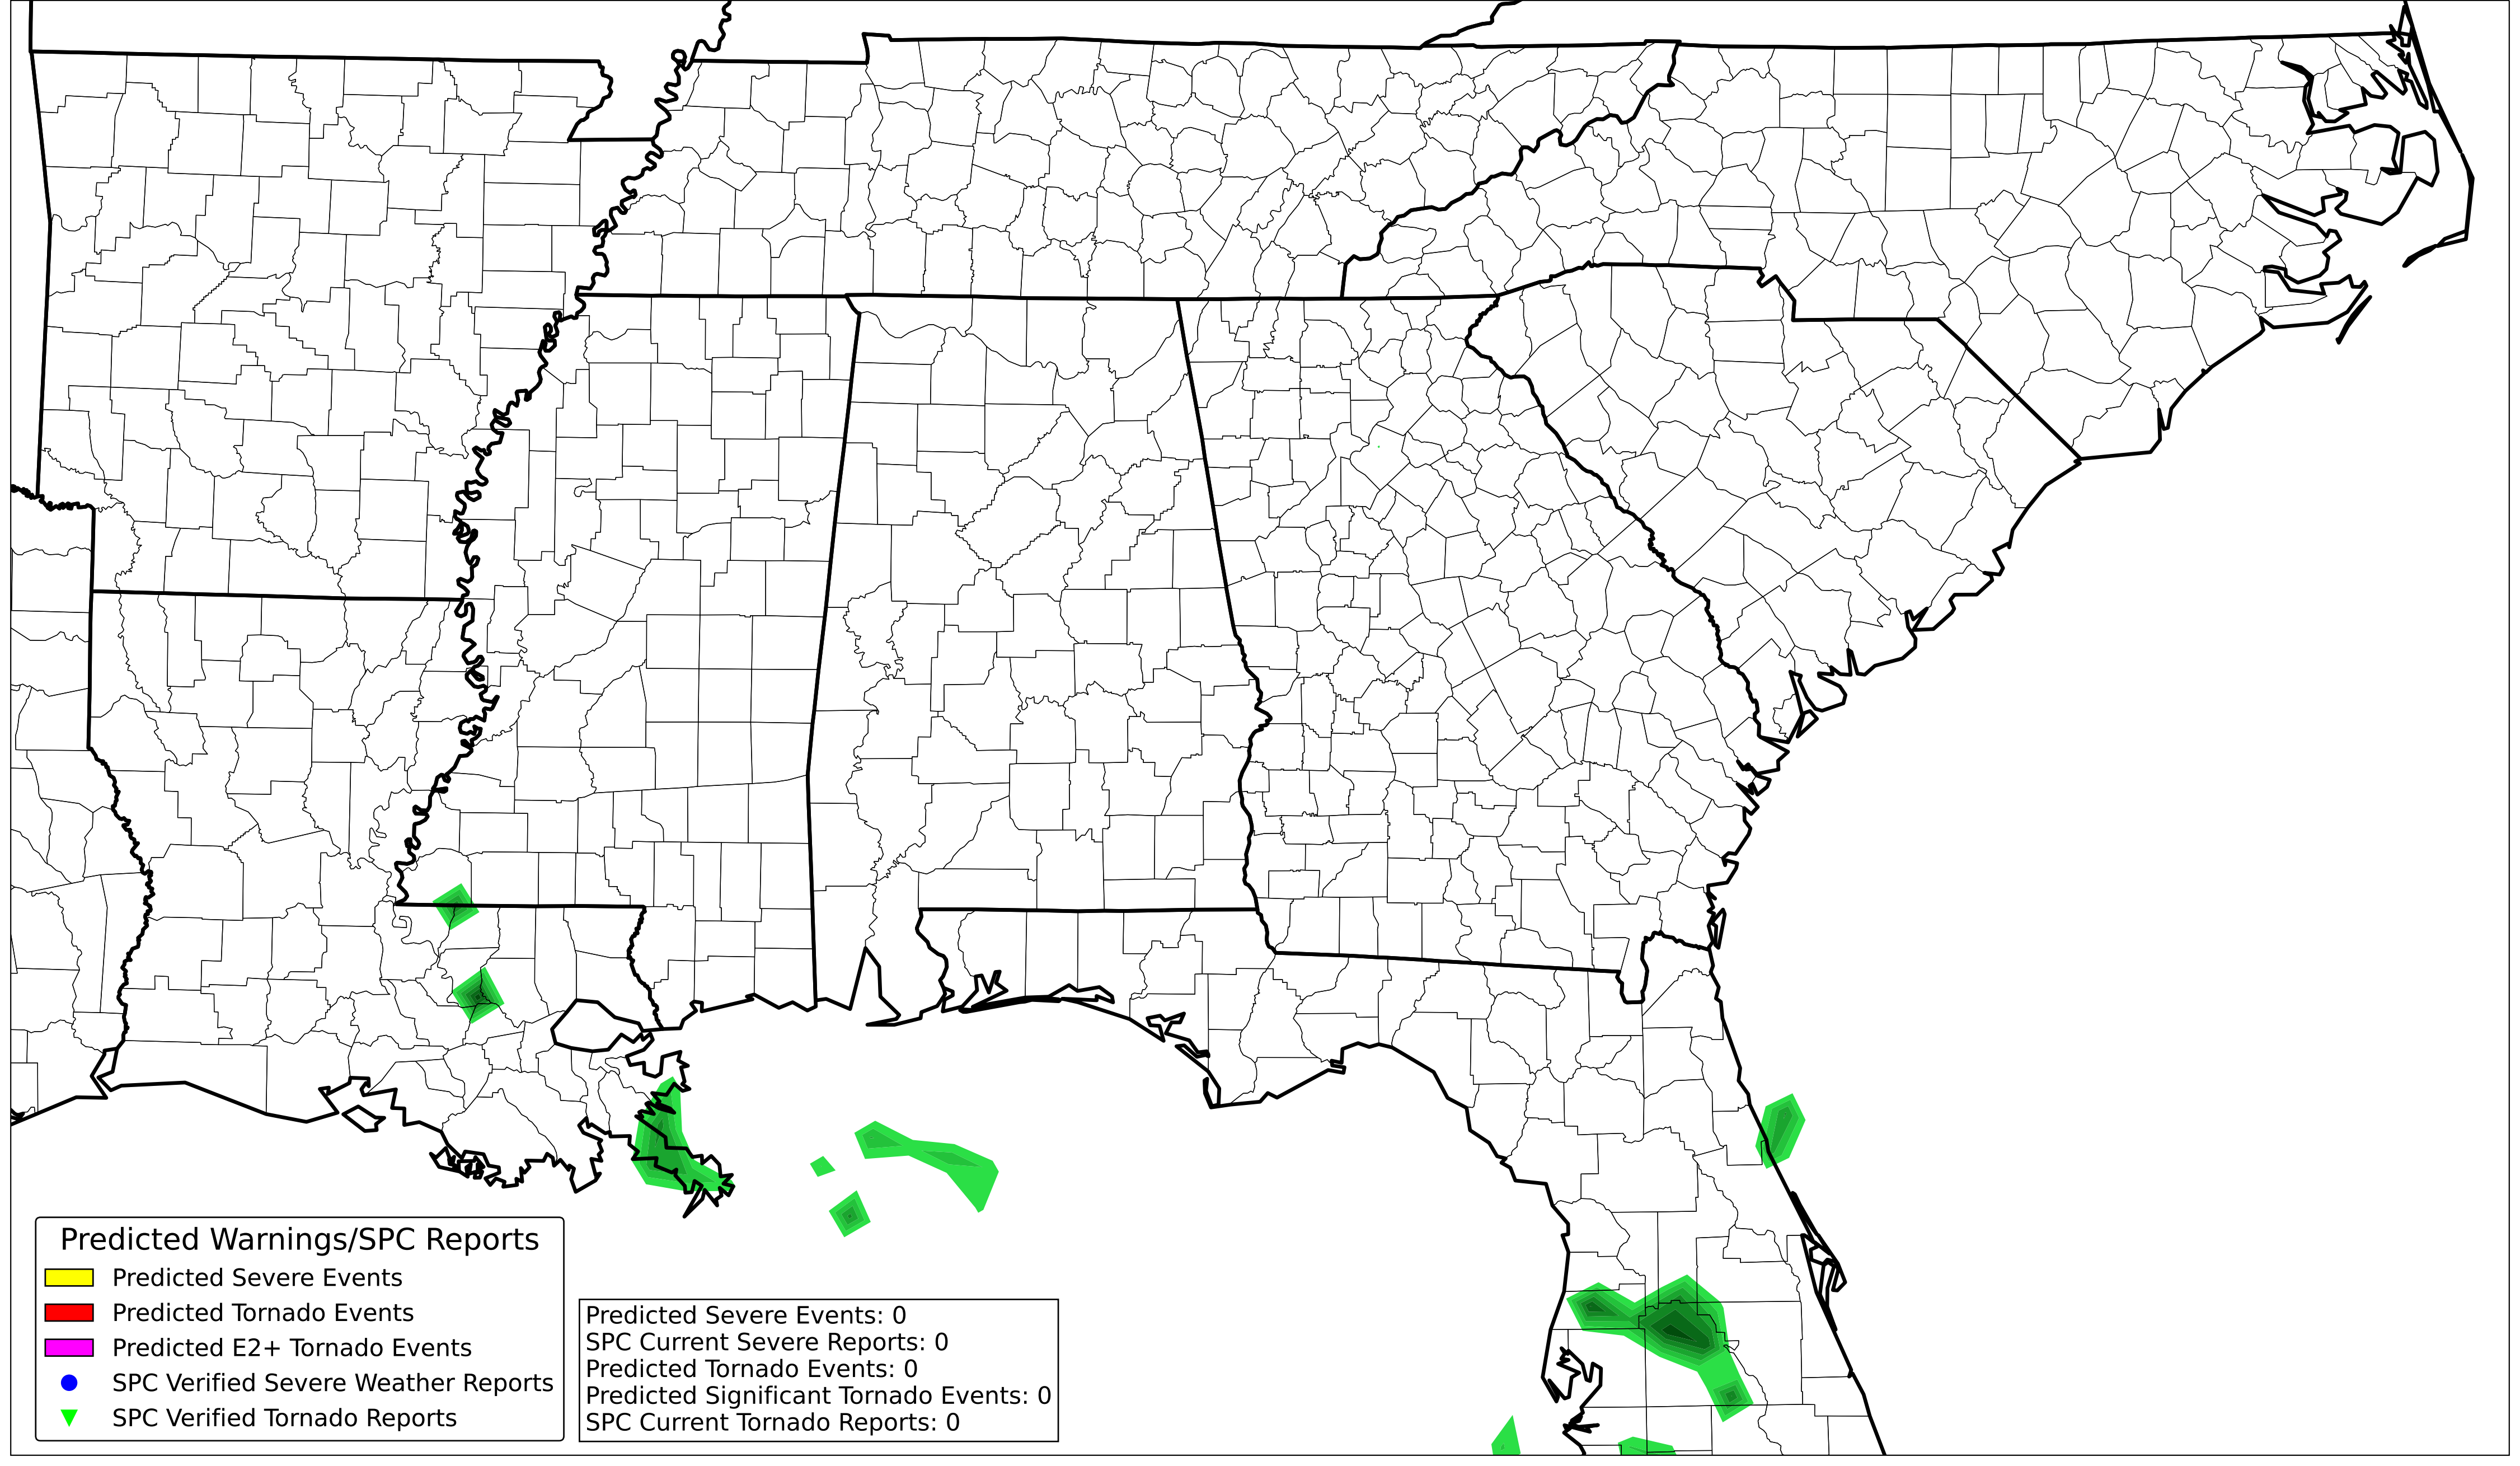 Predicted Warnings/SPC Reports
Predicted Severe Events
Predicted Tornado Events
Predicted E2+ Tornado Events
SPC Verified Severe Weather Reports
SPC Verified Tornado Reports
Predicted Severe Events: 0
SPC Current Severe Reports: 0
Predicted Tornado Events: 0
Predicted Significant Tornado Events: 0
SPC Current Tornado Reports: 0